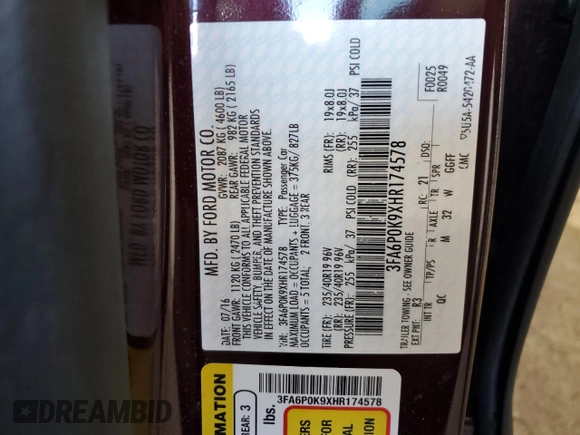 MFD. BY FORD MOTOR CO.
DATE: 07/16 GVWR: 2087 KG ( 4600 LB)
FRONT GAWR: 1120 KG ( 2470 LB) REAR GAWR: 982 KG ( 2165 LB)
THIS VEHICLE CONFORMS TO ALL APPLICABLE FEDERAL MOTOR
VEHICLE SAFETY, BUMPER, AND THEFT PREVENTION STANDARDS
IN EFFECT ON THE DATE OF MANUFACTURE SHOWN ABOVE.
VIN: 3FA6P0K9XHR174578 TYPE: Passenger Car
MAXIMUM LOAD = OCCUPANTS + LUGGAGE = 375KG/ 827LB
OCCUPANTS = 5 TOTAL: 2 FRONT, 3 REAR
TIRE (FR): 235/40R19 96V RIMS (FR): 19x8.0J
TIRE (RR): 235/40R19 96V (RR): 19x8.0J
PRESSURE (FR): 255 kPa/ 37 PSI COLD (RR): 255 kPa/ 37 PSI COLD
3FA6P0K9XHR174578
F0025
R0049
TRAILER TOWING - SEE OWNER GUIDE
EXT PNT: R3 RC: 21 DSO:
INT TR TP/PS R AXLE TR SPR
QC M 32 W GGFF
CMC
3FA6P0K9XHR174578
REAR: 3
lbs.
DREAMBID